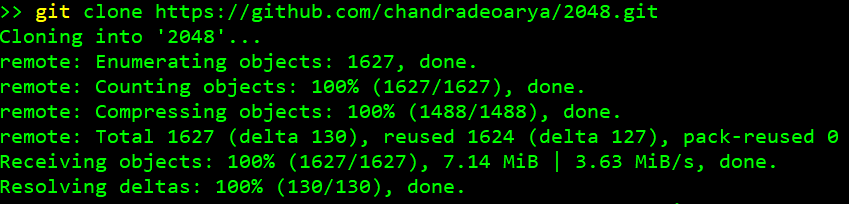 >> git clone https://github.com/chandradeoarya/2048.git
Cloning into '2048'...
remote: Enumerating objects: 1627, done.
remote: Counting objects: 100% (1627/1627), done.
remote: Compressing objects: 100% (1488/1488), done.
remote: Total 1627 (delta 130), reused 1624 (delta 127), pack-reused 0
Receiving objects: 100% (1627/1627), 7.14 MiB | 3.63 MiB/s, done.
Resolving deltas: 100% (130/130), done.